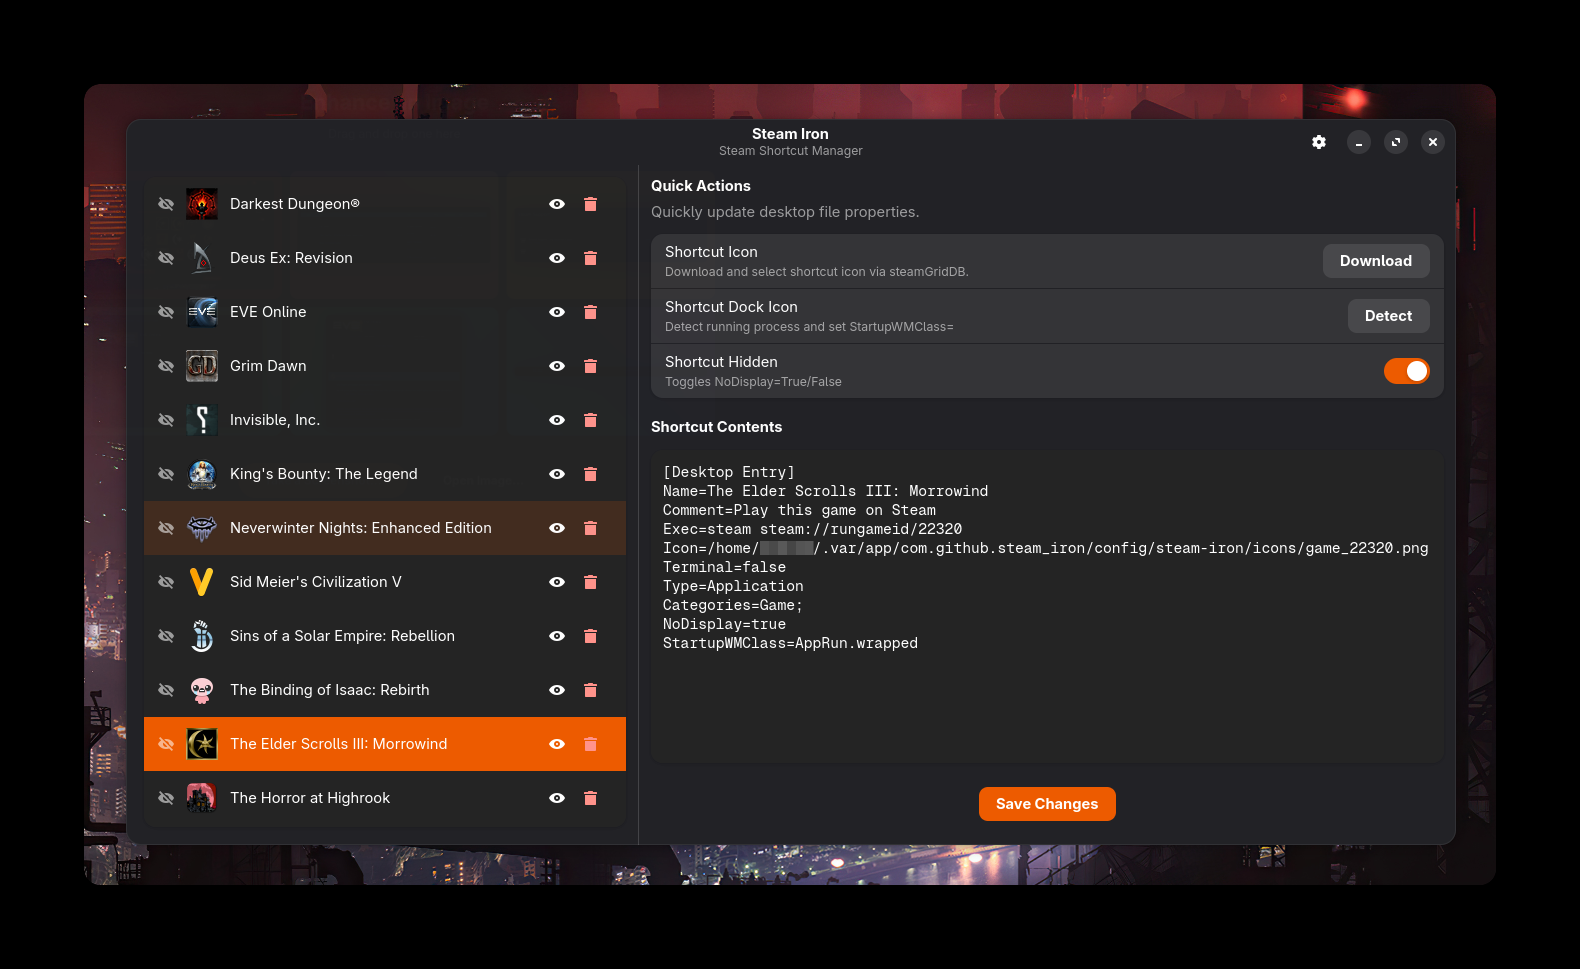 Steam Iron
Steam Shortcut Manager
Darkest Dungeon®
Deus Ex: Revision
EVE
EVE Online
GD
Grim Dawn
Invisible, Inc.
King's Bounty: The Legend
Neverwinter Nights: Enhanced Edition
Sid Meier's Civilization V
Sins of a Solar Empire: Rebellion
The Binding of Isaac: Rebirth
The Elder Scrolls III: Morrowind
The Horror at Highrook
Quick Actions
Quickly update desktop file properties.
Shortcut Icon
Download and select shortcut icon via steamGridDB.
Download
Shortcut Dock Icon
Detect running process and set StartupWMClass=
Detect
Shortcut Hidden
Toggles NoDisplay=True/False
Shortcut Contents
[Desktop Entry]
Name=The Elder Scrolls III: Morrowind
Comment=Play this game on Steam
Exec=steam steam://rungameid/22320
Icon=/home/ /.var/app/com.github.steam_iron/config/steam-iron/icons/game_22320.png
Terminal=false
Type=Application
Categories=Game;
NoDisplay=true
StartupWMClass=AppRun.wrapped
Save Changes